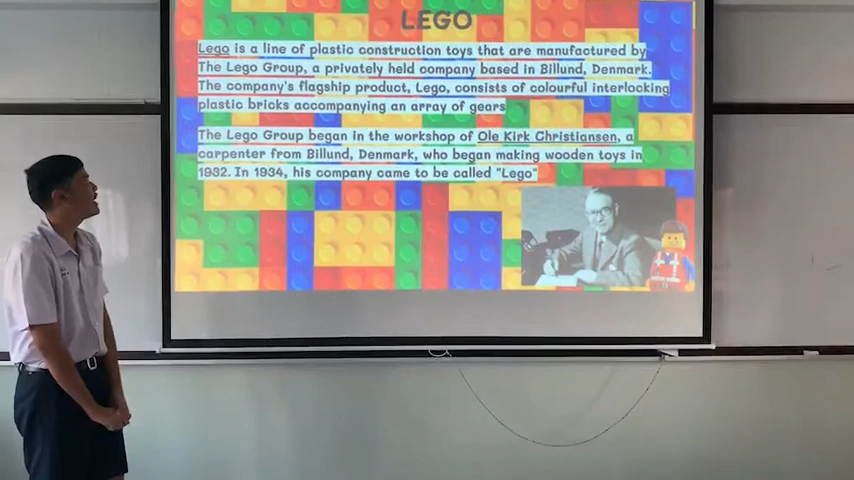 LEGO
Lego is a line of plastic construction toys that are manufactured by
The Lego Group, a privately held company based in Billund, Denmark.
The company's flagship product, Lego, consists of colourful interlocking
plastic bricks accompanying an array of gears
The Lego Group began in the workshop of Ole Kirk Christiansen, a
carpenter from Billund, Denmark, who began making wooden toys in
1932. In 1934, his company came to be called "Lego"